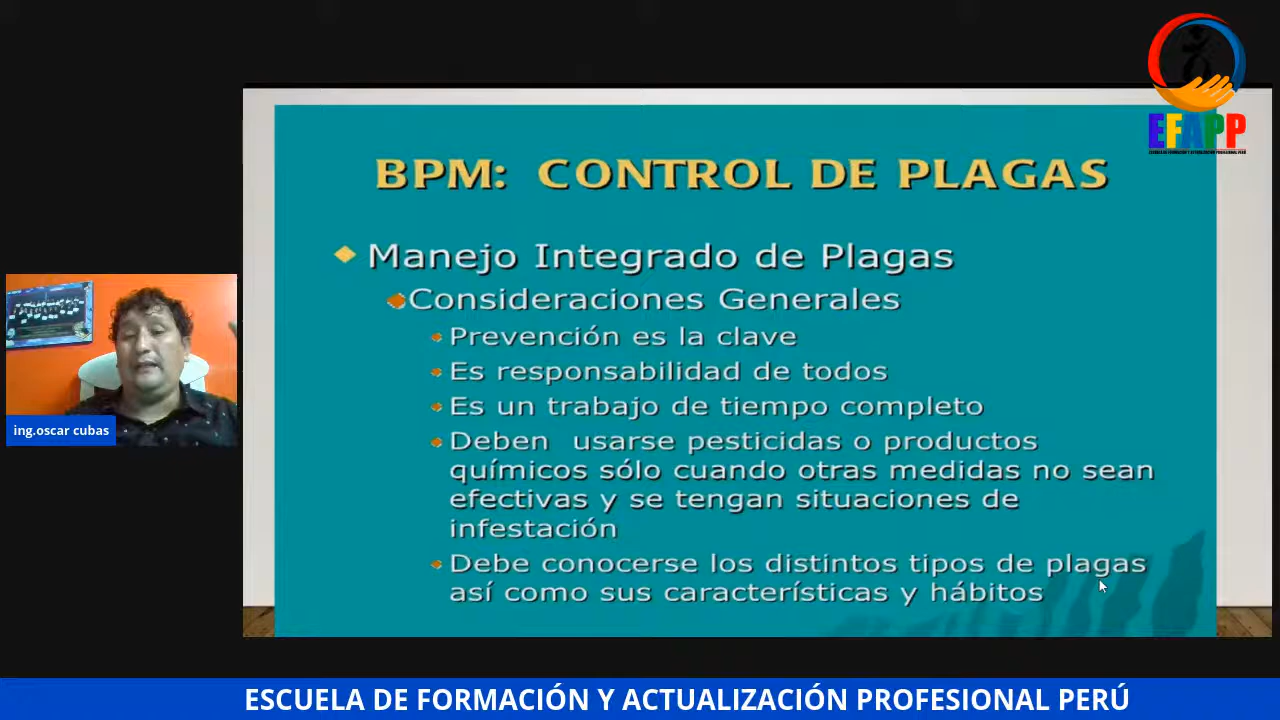 EFAPP
BPM: CONTROL DE PLAGAS
Manejo Integrado de Plagas
Consideraciones Generales
Prevención es la clave
Es responsabilidad de todos
Es un trabajo de tiempo completo
Deben usarse pesticidas o productos
químicos sólo cuando otras medidas no sean
efectivas y se tengan situaciones de
infestación
Debe conocerse los distintos tipos de plagas
así como sus características y hábitos
ing.oscar cubas
ESCUELA DE FORMACIÓN Y ACTUALIZACIÓN PROFESIONAL PERÚ